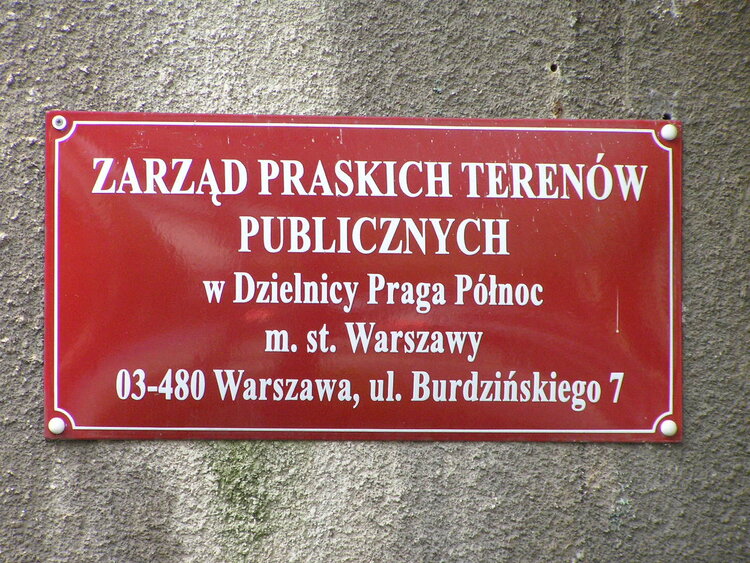 ZARZĄD PRASKICH TERENÓW
PUBLICZNYCH
w Dzielnicy Praga Północ
m. st. Warszawy
03-480 Warszawa, ul. Burdzińskiego 7